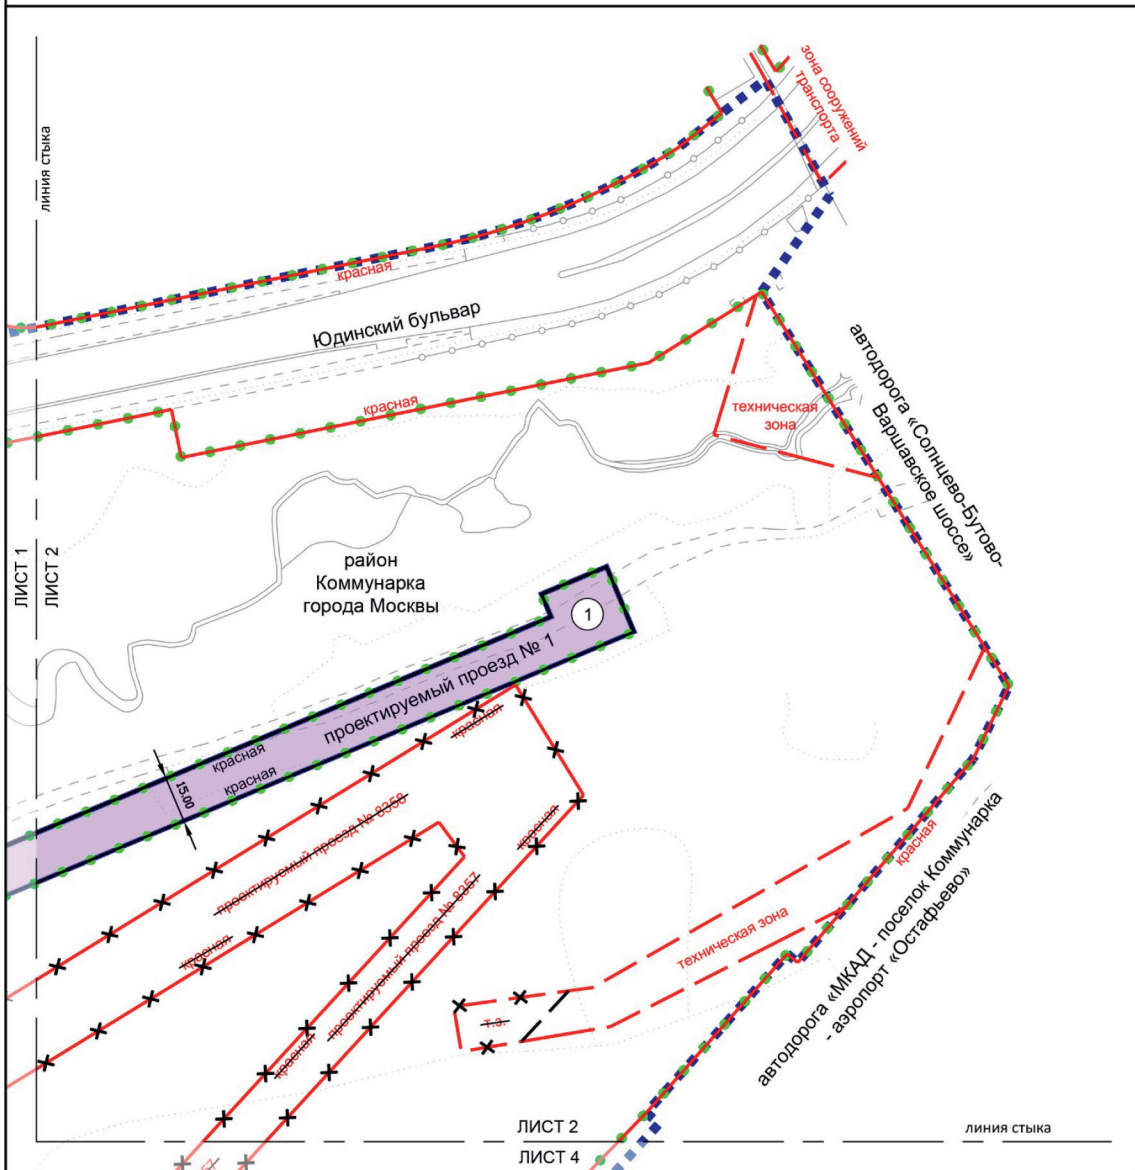 зона сооружений
транспорта
линия стыка
красная
Юдинский бульвар
красная
автодорога «Солнцево-Бутово-
Варшавское шоссе»
техническая
зона
ЛИСТ 1
ЛИСТ 2
район
Коммунарка
города Москвы
1
проектируемый проезд № 1
красная
красная
15.00
красная
проектируемый проезд № 8358
красная
красная
проектируемый проезд № 8357
красная
красная
техническая зона
т.з.
автодорога «МКАД - поселок Коммунарка
- аэропорт «Остафьево»
ЛИСТ 2
линия стыка
ЛИСТ 4
57